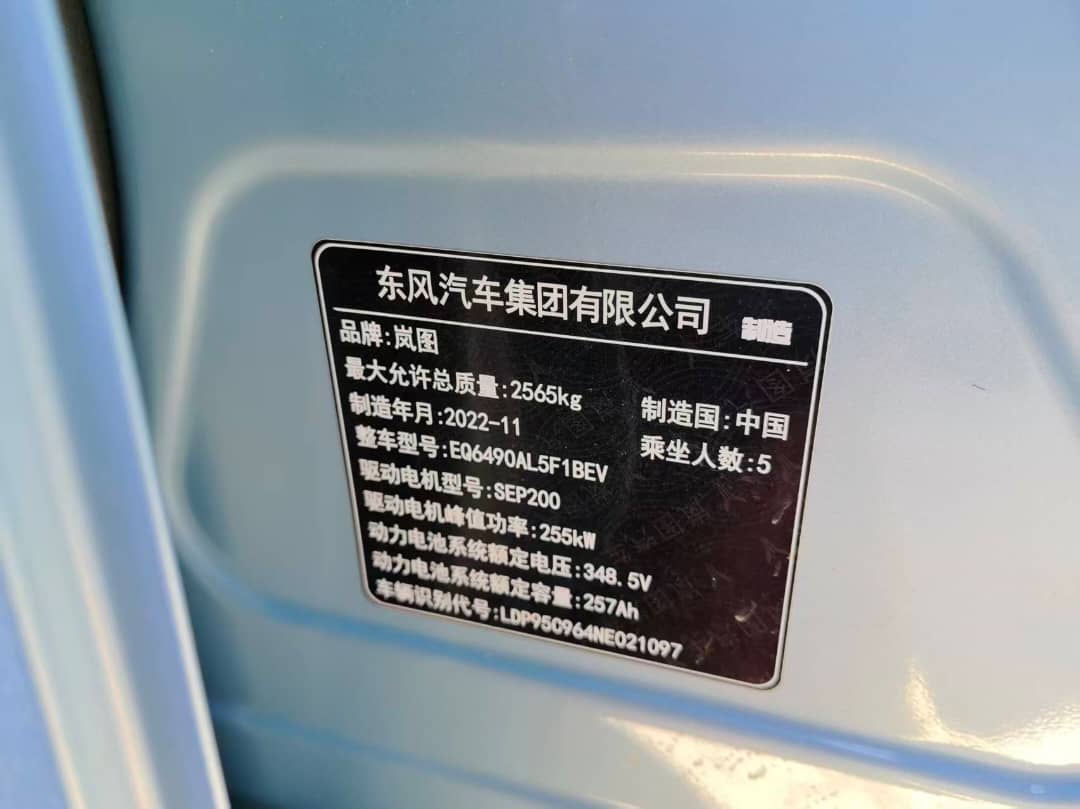 东风汽车集团有限公司 制造
品牌:岚图
最大允许总质量:2565kg 制造国:中国
制造年月:2022-11 乘坐人数:5
整车型号:EQ6490AL5F1BEV
驱动电机型号:SEP200
驱动电机峰值功率:255kW
动力电池系统额定电压:348.5V
动力电池系统额定容量:257Ah
车辆识别代号:LDP95C964NE021097